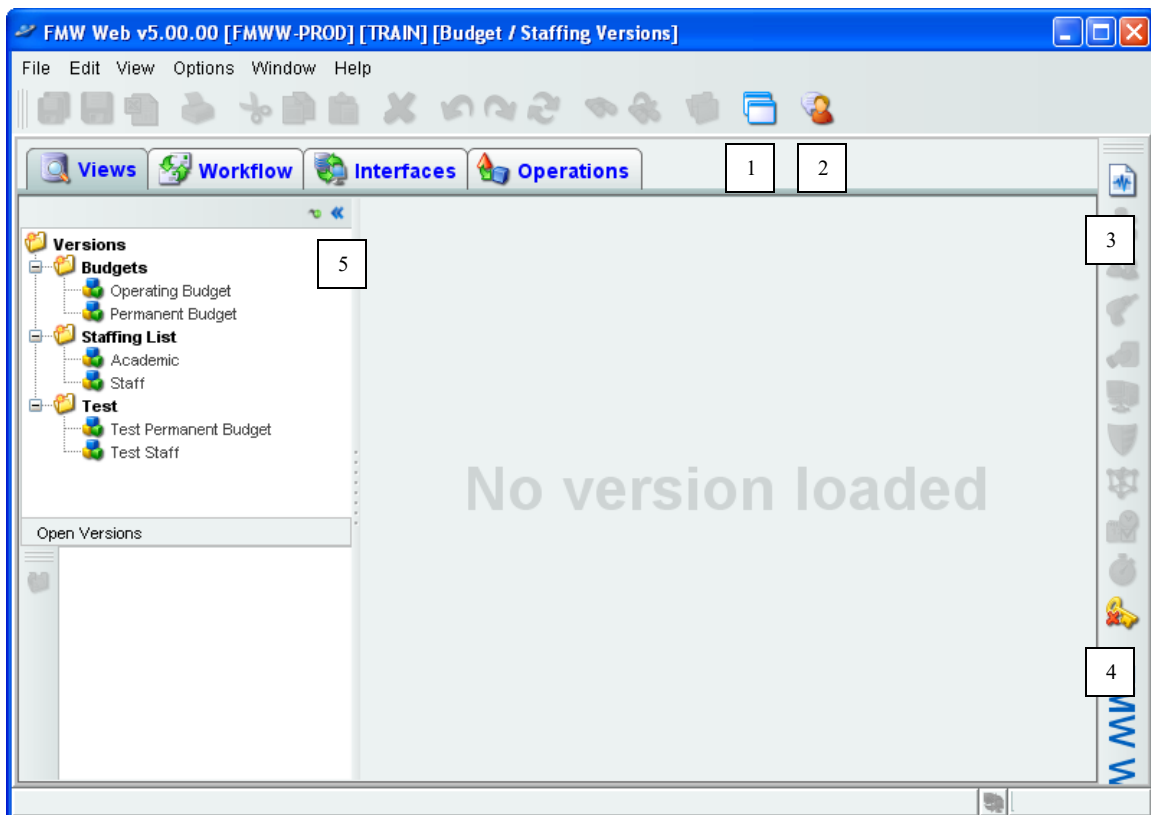 FMW Web v5.00.00 [FMWW-PROD] [TRAIN] [Budget / Staffing Versions]
File Edit View Options Window Help
Views Workflow Interfaces Operations
1 2
3
5
Versions
Budgets
Operating Budget
Permanent Budget
Staffing List
Academic
Staff
Test
Test Permanent Budget
Test Staff
No version loaded
Open Versions
4
MW W